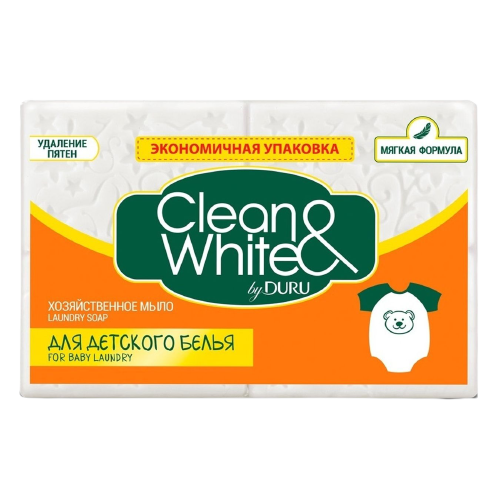 ЭКОНОМИЧНАЯ УПАКОВКА
УДАЛЕНИЕ
ПЯТЕН
МЯГКАЯ ФОРМУЛА
Clean &
White
by DURU
ХОЗЯЙСТВЕННОЕ МЫЛО
LAUNDRY SOAP
ДЛЯ ДЕТСКОГО БЕЛЬЯ
FOR BABY LAUNDRY